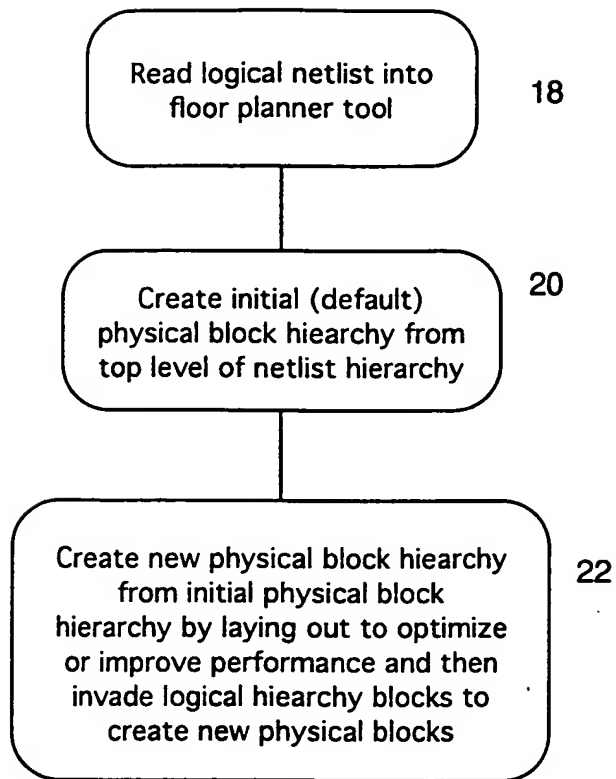 Read logical netlist into
floor planner tool
18
Create initial (default)
physical block hiearchy from
top level of netlist hierarchy
20
Create new physical block hiearchy
from initial physical block
hierarchy by laying out to optimize
or improve performance and then
invade logical hierarchy blocks to
create new physical blocks
22